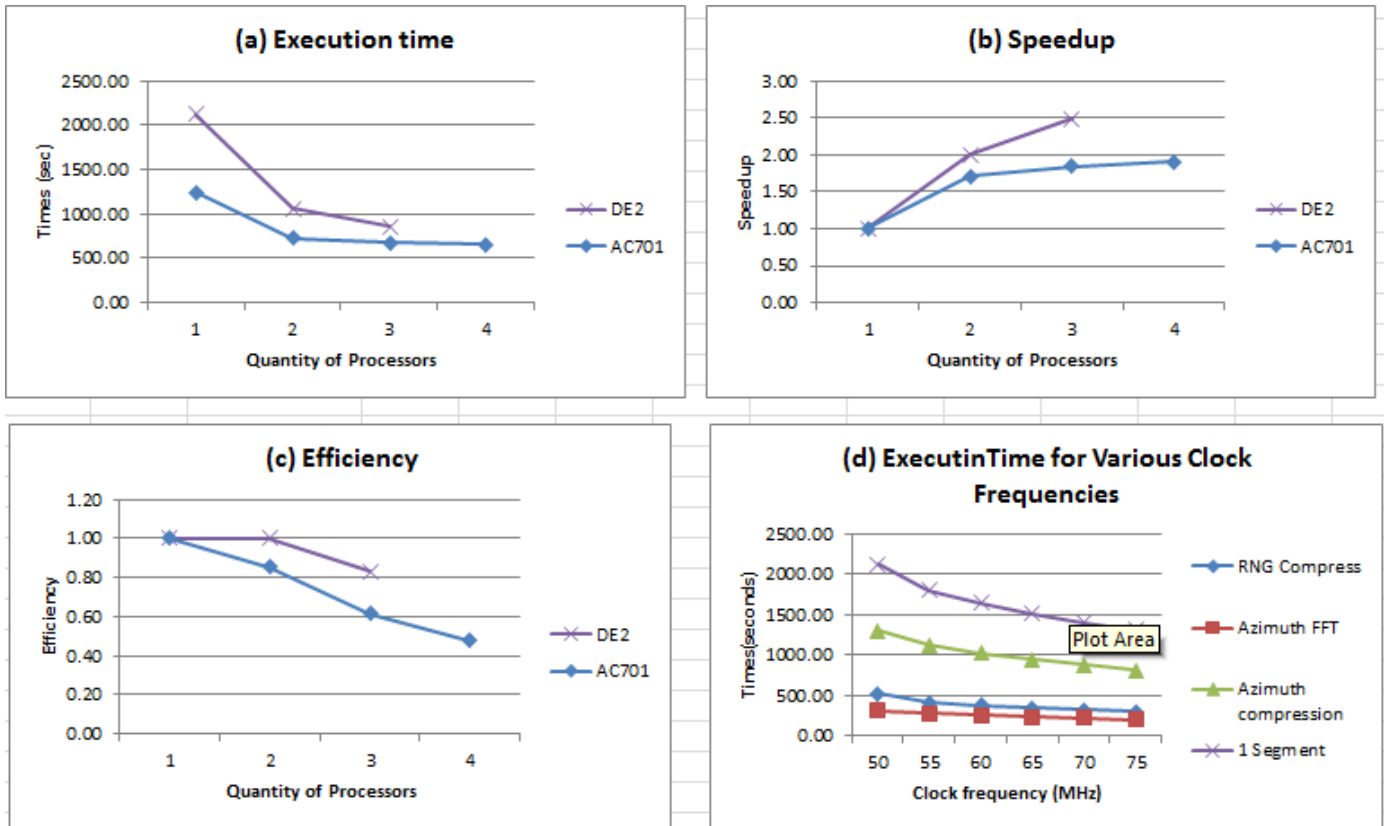 (a) Execution time
2500.00
2000.00
1500.00
1000.00
500.00
0.00
Times (sec)
1 2 3 4
Quantity of Processors
DE2
AC701
(b) Speedup
3.00
2.50
2.00
1.50
1.00
0.50
0.00
Speedup
1 2 3 4
Quantity of Processors
DE2
AC701
(c) Efficiency
1.20
1.00
0.80
0.60
0.40
0.20
0.00
Efficiency
1 2 3 4
Quantity of Processors
DE2
AC701
(d) ExecutinTime for Various Clock
Frequencies
2500.00
2000.00
1500.00
1000.00
500.00
0.00
Times(seconds)
50 55 60 65 70 75
Clock frequency (MHz)
Plot Area
RNG Compress
Azimuth FFT
Azimuth
compression
1 Segment